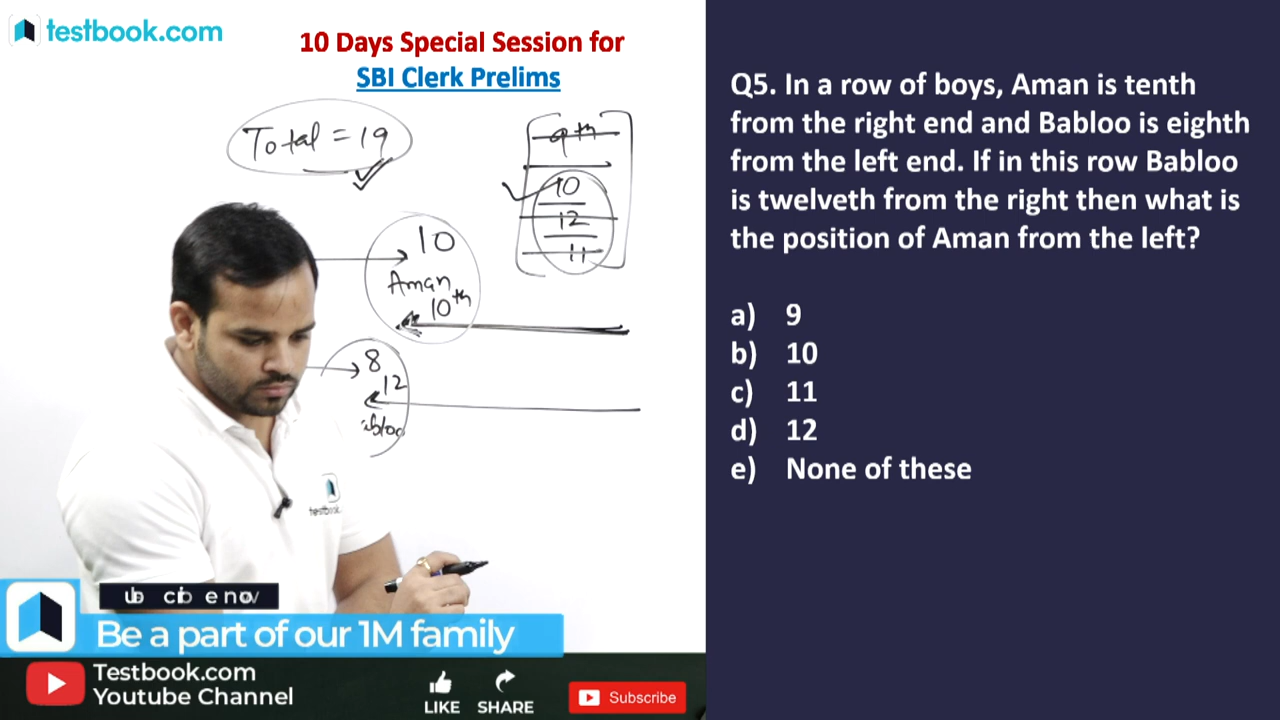 testbook.com
10 Days Special Session for
SBI Clerk Prelims
Total = 19
9th
10
12
11
10
Aman
10th
8
12
Q5. In a row of boys, Aman is tenth
from the right end and Babloo is eighth
from the left end. If in this row Babloo
is twelveth from the right then what is
the position of Aman from the left?
a) 9
b) 10
c) 11
d) 12
e) None of these
testbook
Be a part of our 1M family
Testbook.com
Youtube Channel
LIKE
SHARE
Subscribe